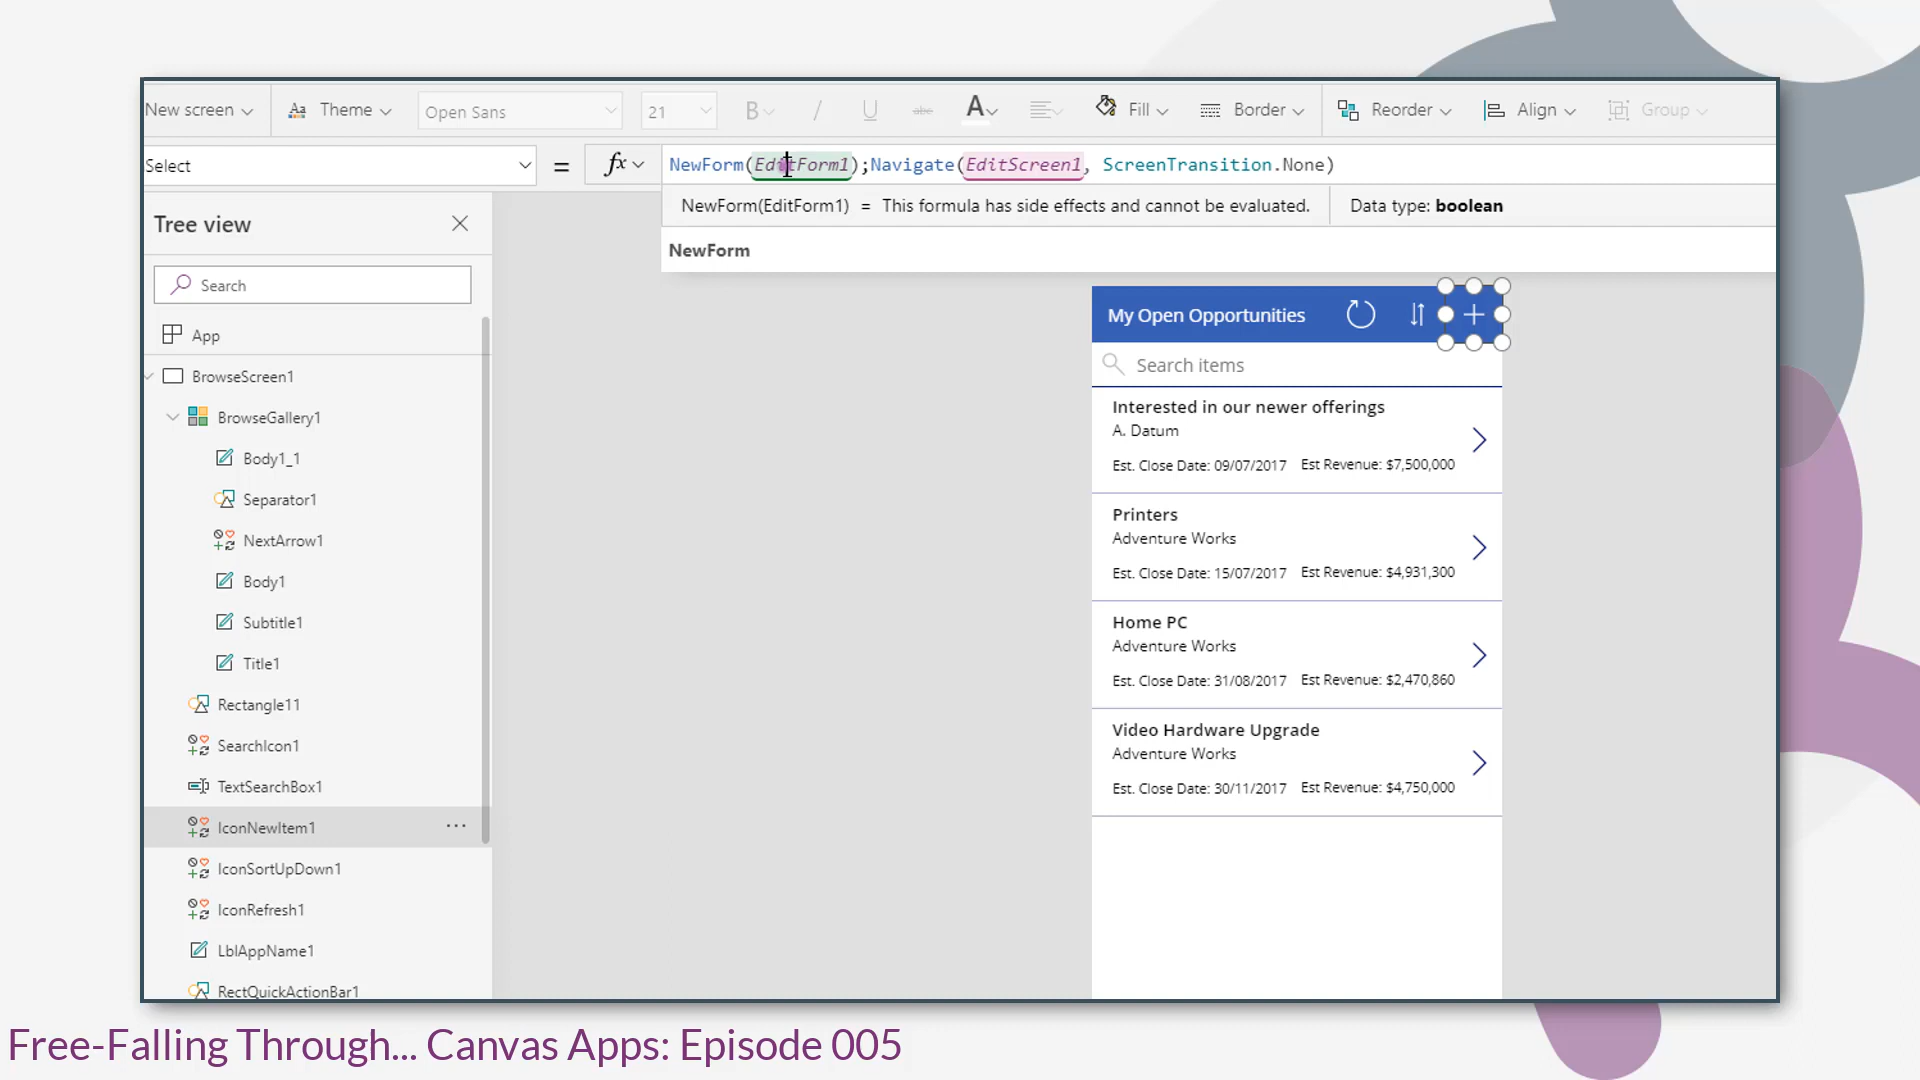 New screen
Theme
Open Sans
21
B
/
U
abc
A
Fill
Border
Reorder
Align
Group
Select
=
fx
NewForm(EditForm1);Navigate(EditScreen1, ScreenTransition.None)
NewForm(EditForm1) = This formula has side effects and cannot be evaluated.
Data type: boolean
NewForm
Tree view
Search
App
BrowseScreen1
BrowseGallery1
Body1_1
Separator1
NextArrow1
Body1
Subtitle1
Title1
Rectangle11
SearchIcon1
TextSearchBox1
IconNewItem1
IconSortUpDown1
IconRefresh1
LblAppName1
RectQuickActionBar1
My Open Opportunities
Search items
Interested in our newer offerings
A. Datum
Est. Close Date: 09/07/2017 Est Revenue: $7,500,000
Printers
Adventure Works
Est. Close Date: 15/07/2017 Est Revenue: $4,931,300
Home PC
Adventure Works
Est. Close Date: 31/08/2017 Est Revenue: $2,470,860
Video Hardware Upgrade
Adventure Works
Est. Close Date: 30/11/2017 Est Revenue: $4,750,000
Free-Falling Through... Canvas Apps: Episode 005